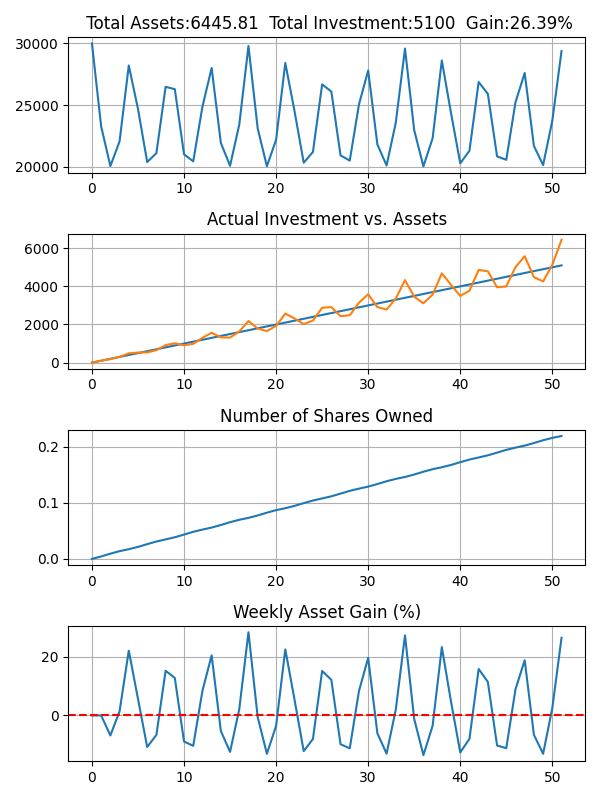 Total Assets:6445.81  Total Investment:5100  Gain:26.39%
30000
25000
20000
0 10 20 30 40 50
Actual Investment vs. Assets
6000
4000
2000
0
0 10 20 30 40 50
Number of Shares Owned
0.2
0.1
0.0
0 10 20 30 40 50
Weekly Asset Gain (%)
20
0
0 10 20 30 40 50